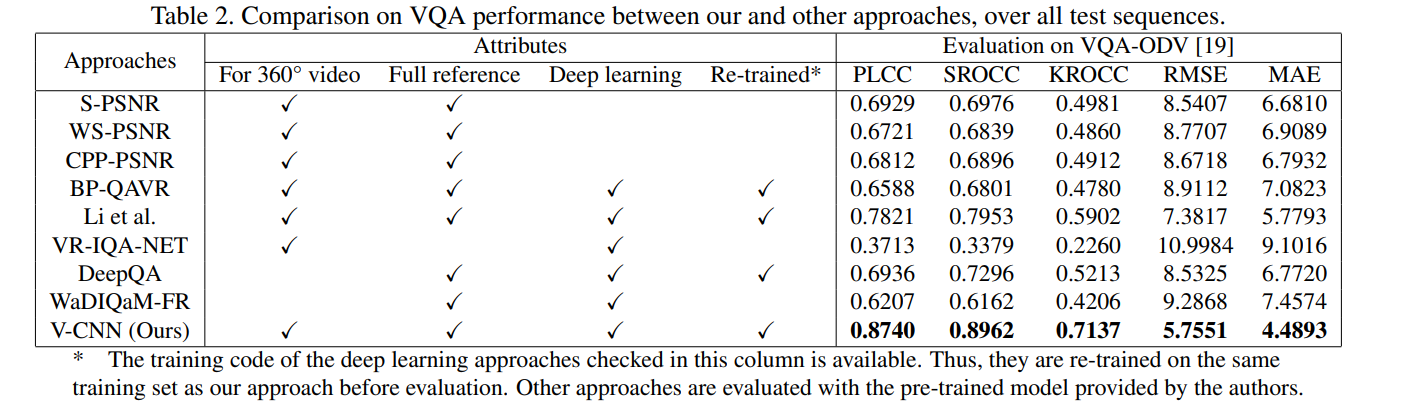 Table 2. Comparison on VQA performance between our and other approaches, over all test sequences.
Approaches Attributes Evaluation on VQA-ODV [19]
For 360° video Full reference Deep learning Re-trained* PLCC SROCC KROCC RMSE MAE
S-PSNR ✓ ✓ 0.6929 0.6976 0.4981 8.5407 6.6810
WS-PSNR ✓ ✓ 0.6721 0.6839 0.4860 8.7707 6.9089
CPP-PSNR ✓ ✓ 0.6812 0.6896 0.4912 8.6718 6.7932
BP-QAVR ✓ ✓ ✓ ✓ 0.6588 0.6801 0.4780 8.9112 7.0823
Li et al. ✓ ✓ ✓ ✓ 0.7821 0.7953 0.5902 7.3817 5.7793
VR-IQA-NET ✓ ✓ 0.3713 0.3379 0.2260 10.9984 9.1016
DeepQA ✓ ✓ ✓ 0.6936 0.7296 0.5213 8.5325 6.7720
WaDIQaM-FR ✓ ✓ 0.6207 0.6162 0.4206 9.2868 7.4574
V-CNN (Ours) ✓ ✓ ✓ ✓ 0.8740 0.8962 0.7137 5.7551 4.4893
* The training code of the deep learning approaches checked in this column is available. Thus, they are re-trained on the same
training set as our approach before evaluation. Other approaches are evaluated with the pre-trained model provided by the authors.